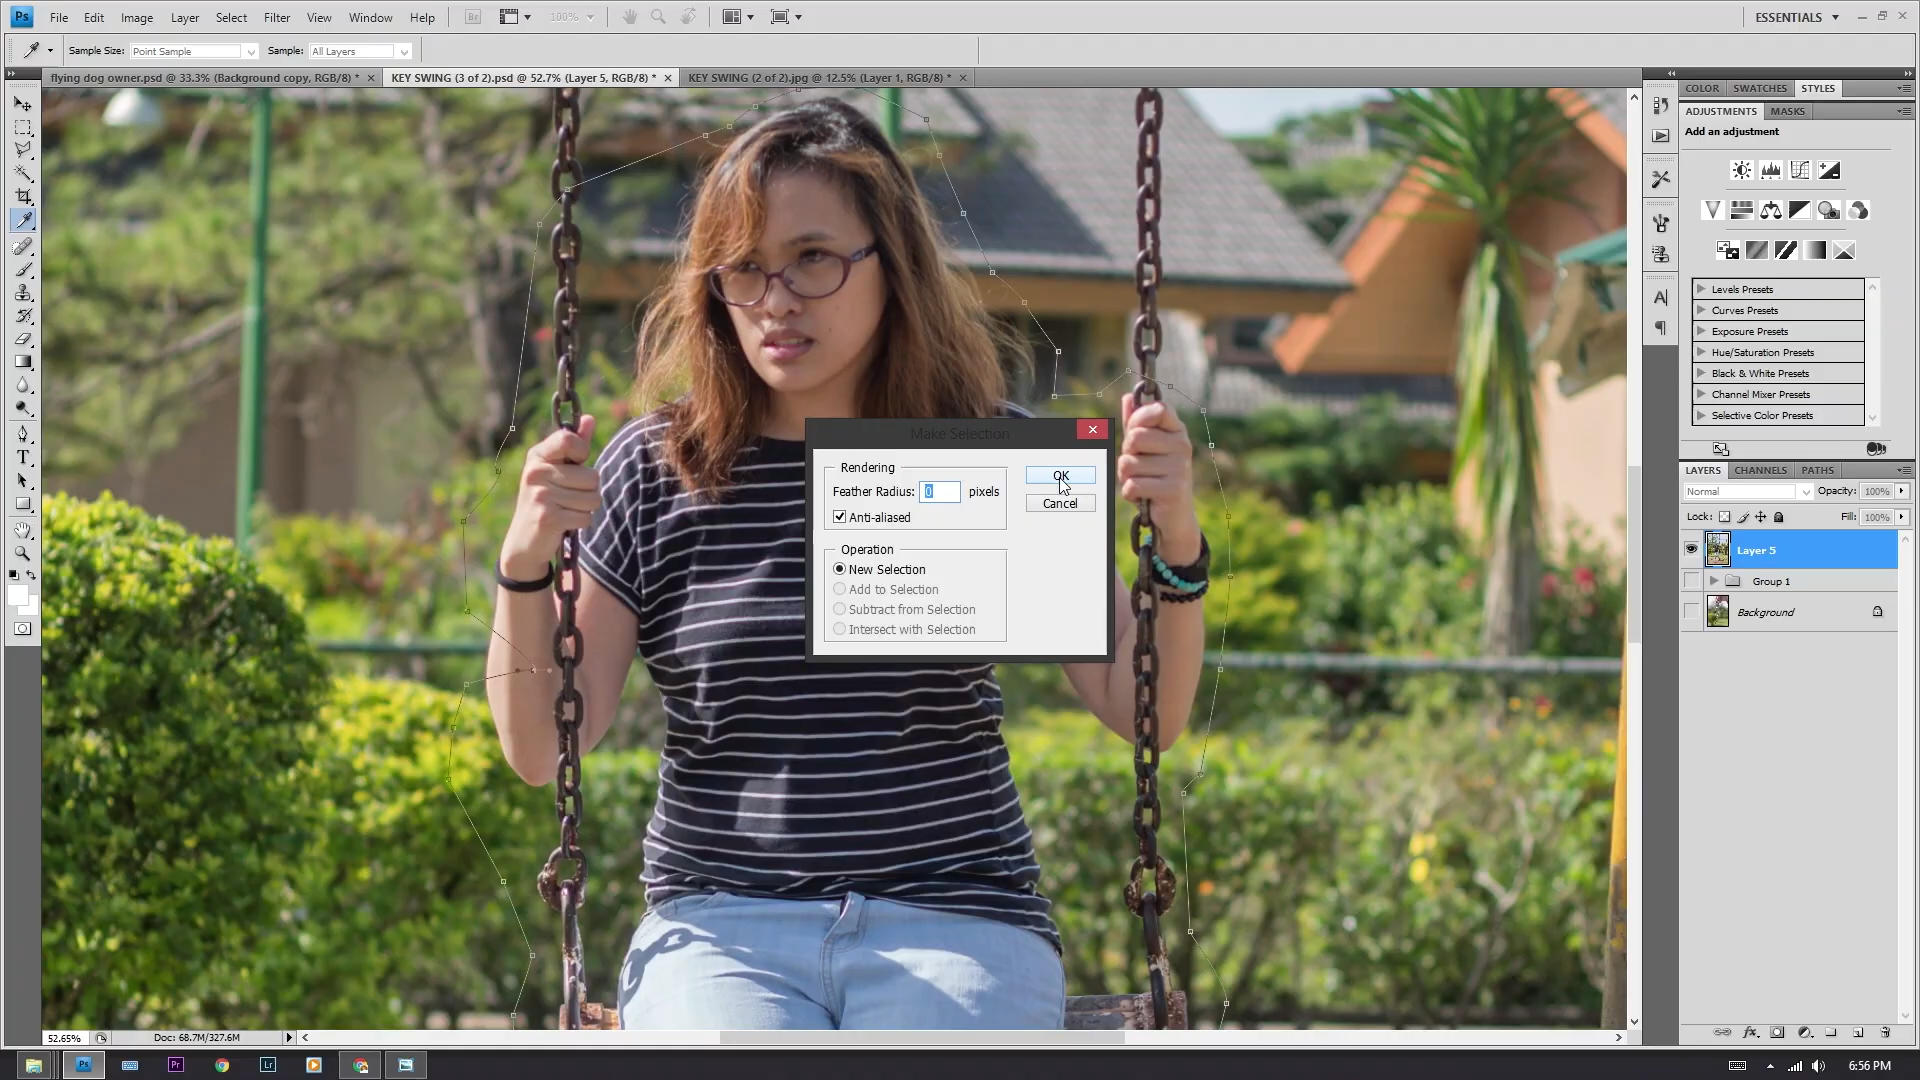 Ps File Edit Image Layer Select Filter View Window Help Br 100% ESSENTIALS
Sample Size: Point Sample Sample: All Layers
flying dog owner.psd @ 33.3% (Background copy, RGB/8) * KEY SWING (3 of 2).psd @ 52.7% (Layer 5, RGB/8) * KEY SWING (2 of 2).jpg @ 12.5% (Layer 1, RGB/8) *
COLOR SWATCHES STYLES
ADJUSTMENTS MASKS
Add an adjustment
Levels Presets
Curves Presets
Exposure Presets
Hue/Saturation Presets
Black & White Presets
Channel Mixer Presets
Selective Color Presets
LAYERS CHANNELS PATHS
Normal Opacity: 100%
Lock: Fill: 100%
Layer 5
Group 1
Background
Make Selection
Rendering
Feather Radius: 0 pixels
Anti-aliased
OK
Cancel
Operation
New Selection
Add to Selection
Subtract from Selection
Intersect with Selection
52.65% Doc: 68.7M/327.6M
Ps Pr Lr 6:56 PM